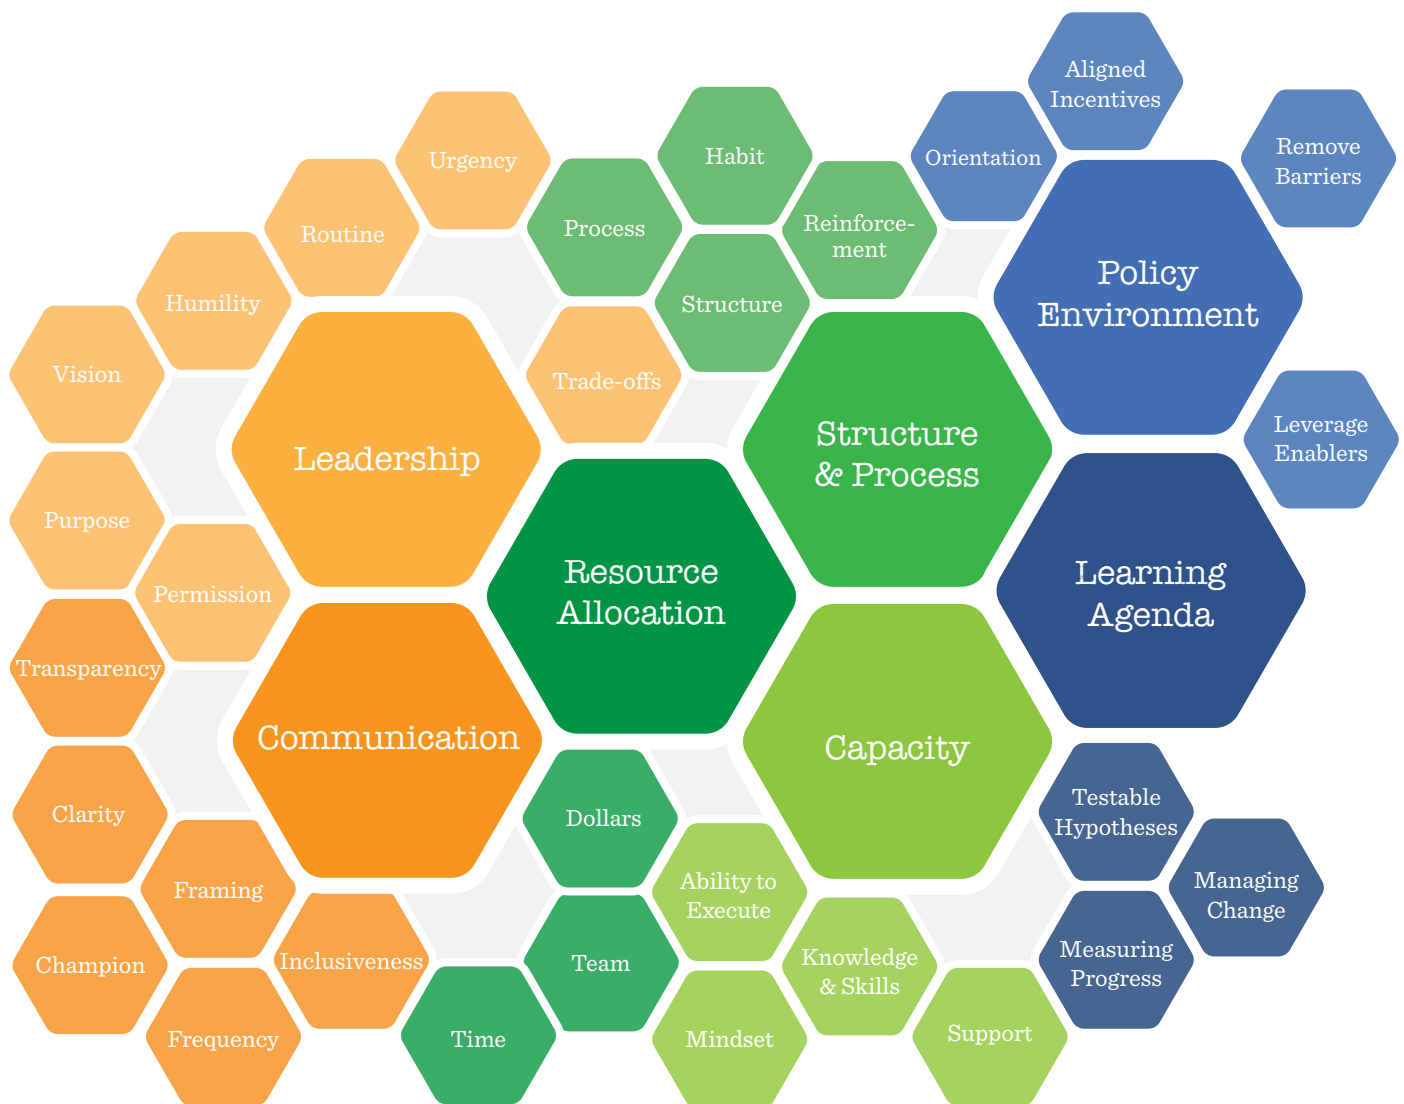 Aligned
Incentives
Urgency
Habit
Orientation
Remove
Barriers
Routine
Process
Reinforce-
ment
Humility
Structure
Policy
Environment
Vision
Trade-offs
Leadership
Structure
& Process
Leverage
Enablers
Purpose
Permission
Resource
Allocation
Learning
Agenda
Transparency
Communication
Capacity
Clarity
Dollars
Testable
Hypotheses
Framing
Ability to
Execute
Managing
Change
Champion
Inclusiveness
Team
Knowledge
& Skills
Measuring
Progress
Frequency
Time
Mindset
Support